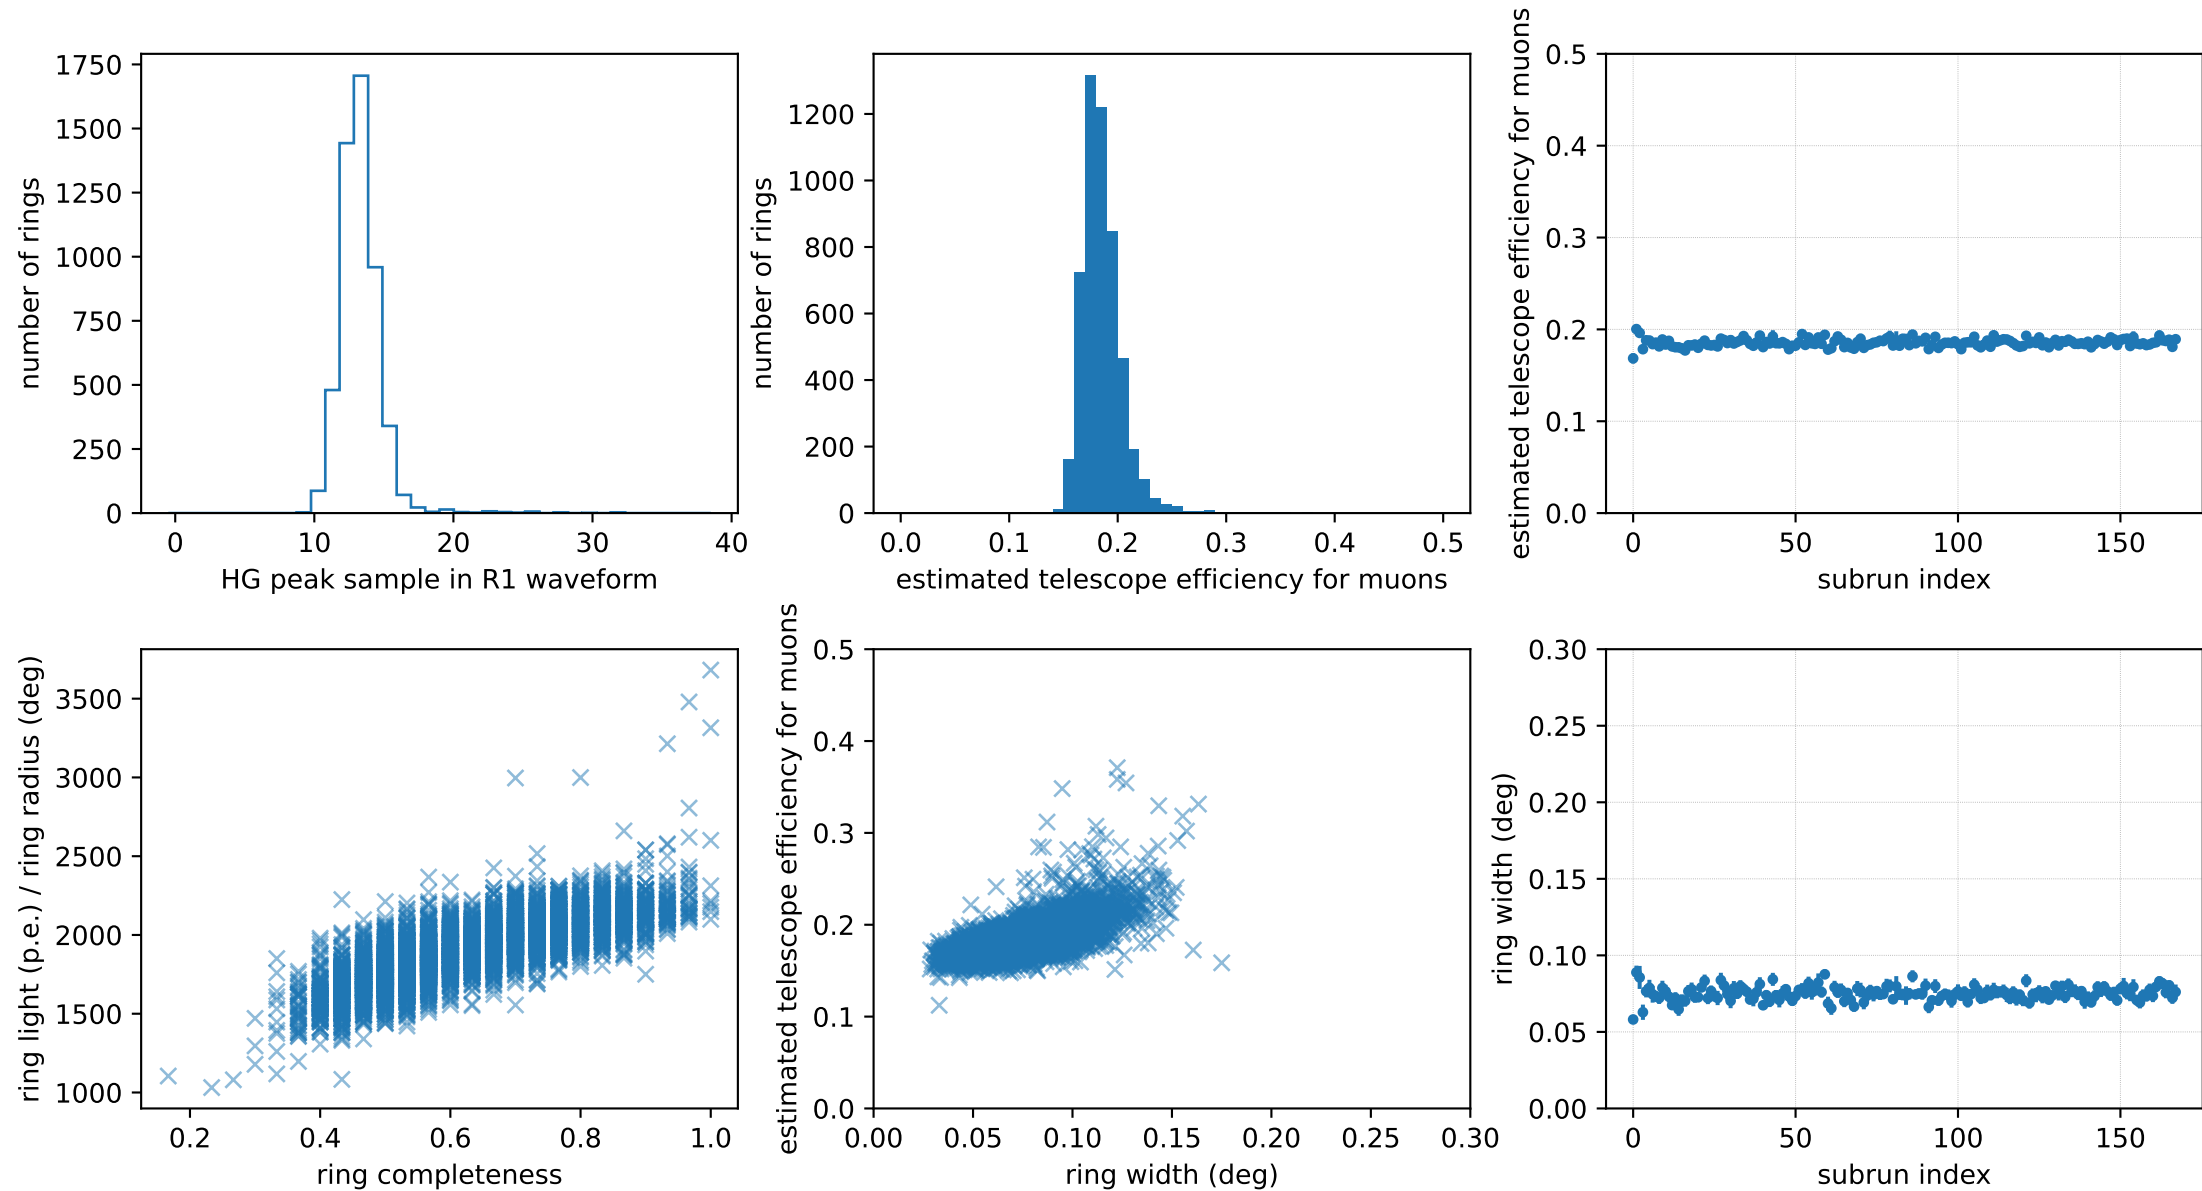 number of rings
1750
1500
1250
1000
750
500
250
0
0 10 20 30 40
HG peak sample in R1 waveform
number of rings
1200
1000
800
600
400
200
0
0.0 0.1 0.2 0.3 0.4 0.5
estimated telescope efficiency for muons
estimated telescope efficiency for muons
0.5
0.4
0.3
0.2
0.1
0.0
0 50 100 150
subrun index
ring light (p.e.) / ring radius (deg)
3500
3000
2500
2000
1500
1000
0.2 0.4 0.6 0.8 1.0
ring completeness
estimated telescope efficiency for muons
0.5
0.4
0.3
0.2
0.1
0.0
0.00 0.05 0.10 0.15 0.20 0.25 0.30
ring width (deg)
ring width (deg)
0.30
0.25
0.20
0.15
0.10
0.05
0.00
0 50 100 150
subrun index